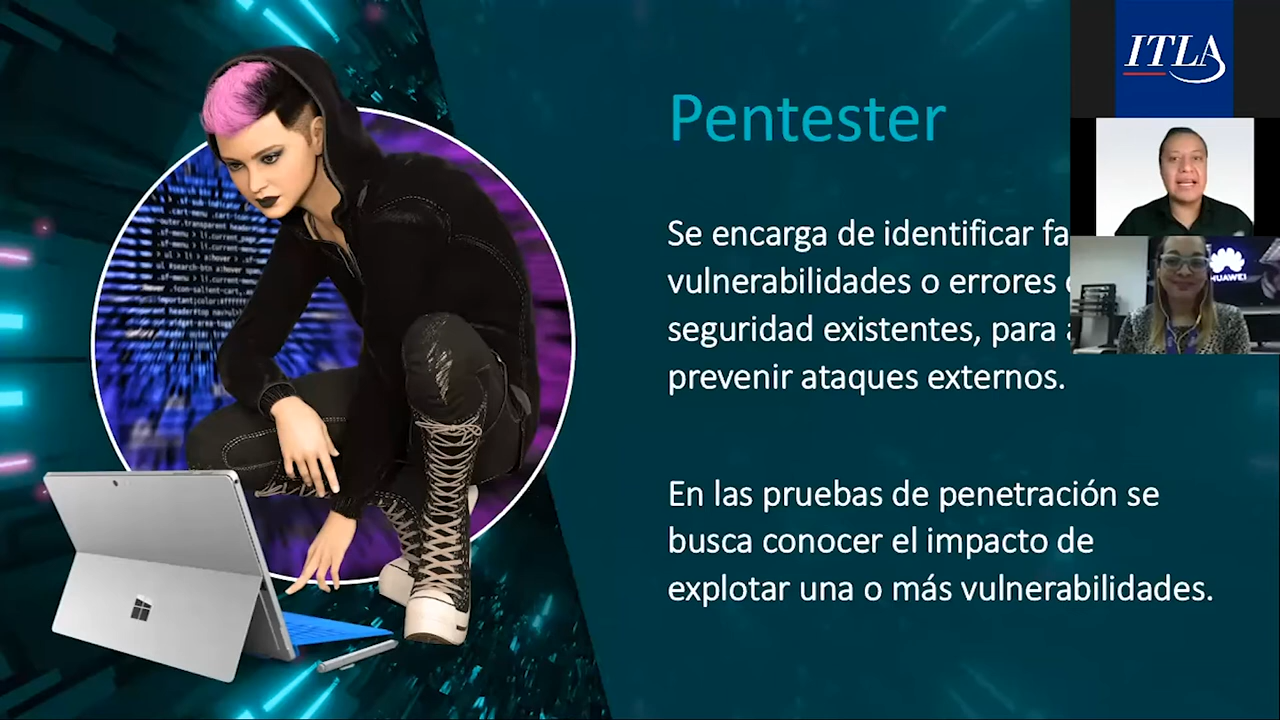 Pentester
Se encarga de identificar
vulnerabilidades o errores
seguridad existentes, para
prevenir ataques externos.
En las pruebas de penetración se
busca conocer el impacto de
explotar una o más vulnerabilidades.
ITLA
HUAWEI